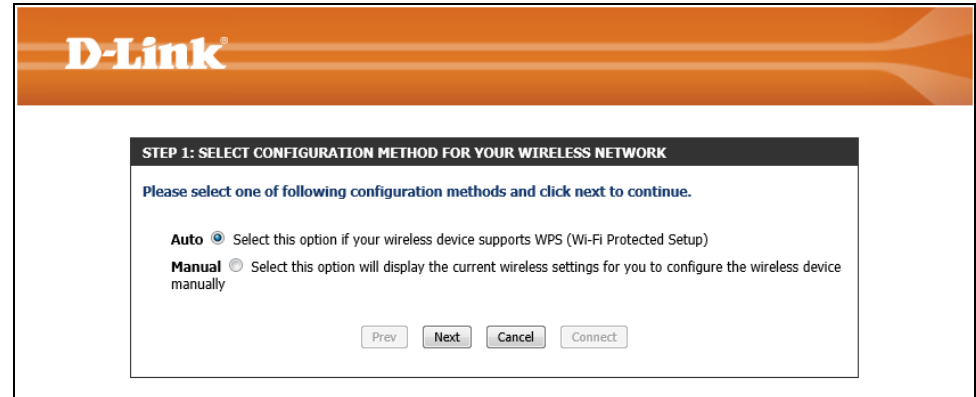 D-Link®
STEP 1: SELECT CONFIGURATION METHOD FOR YOUR WIRELESS NETWORK
Please select one of following configuration methods and click next to continue.
Auto Select this option if your wireless device supports WPS (Wi-Fi Protected Setup)
Manual Select this option will display the current wireless settings for you to configure the wireless device
manually
Prev Next Cancel Connect